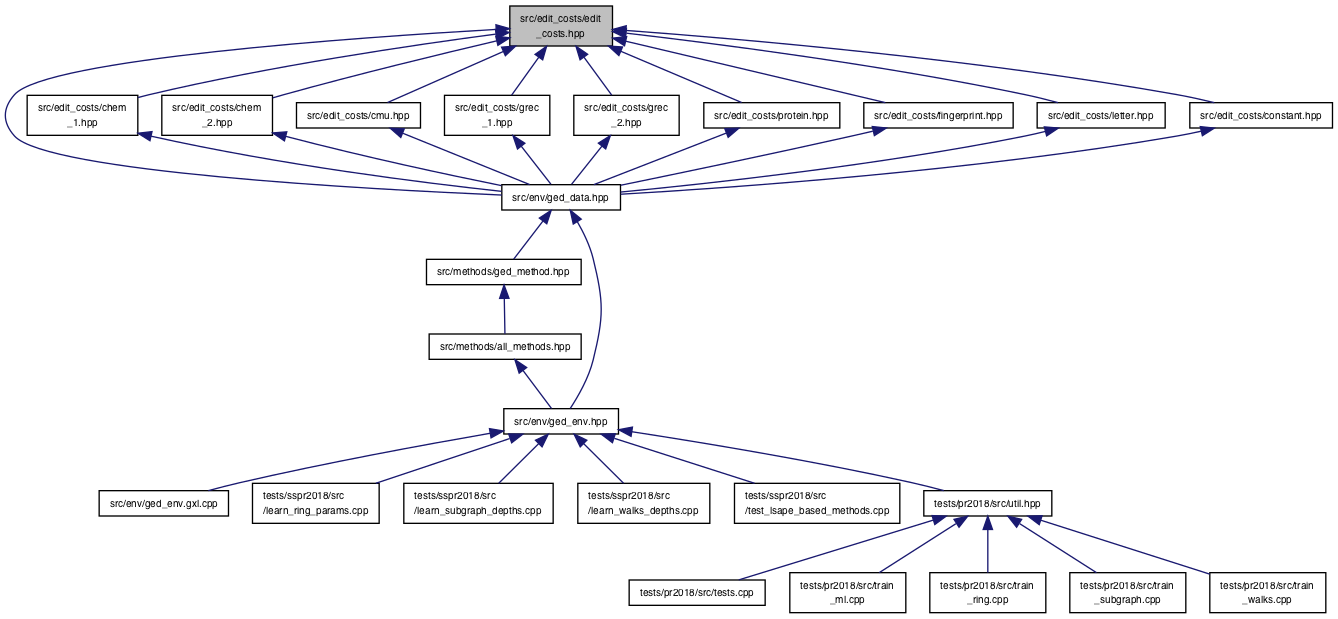 src/edit_costs/edit
_costs.hpp
src/edit_costs/chem
_1.hpp
src/edit_costs/chem
_2.hpp
src/edit_costs/cmu.hpp
src/edit_costs/grec
_1.hpp
src/edit_costs/grec
_2.hpp
src/edit_costs/protein.hpp
src/edit_costs/fingerprint.hpp
src/edit_costs/letter.hpp
src/edit_costs/constant.hpp
src/env/ged_data.hpp
src/methods/ged_method.hpp
src/methods/all_methods.hpp
src/env/ged_env.hpp
src/env/ged_env.gxl.cpp
tests/sspr2018/src
/learn_ring_params.cpp
tests/sspr2018/src
/learn_subgraph_depths.cpp
tests/sspr2018/src
/learn_walks_depths.cpp
tests/sspr2018/src
/test_lsape_based_methods.cpp
tests/pr2018/src/util.hpp
tests/pr2018/src/tests.cpp
tests/pr2018/src/train
_ml.cpp
tests/pr2018/src/train
_ring.cpp
tests/pr2018/src/train
_subgraph.cpp
tests/pr2018/src/train
_walks.cpp